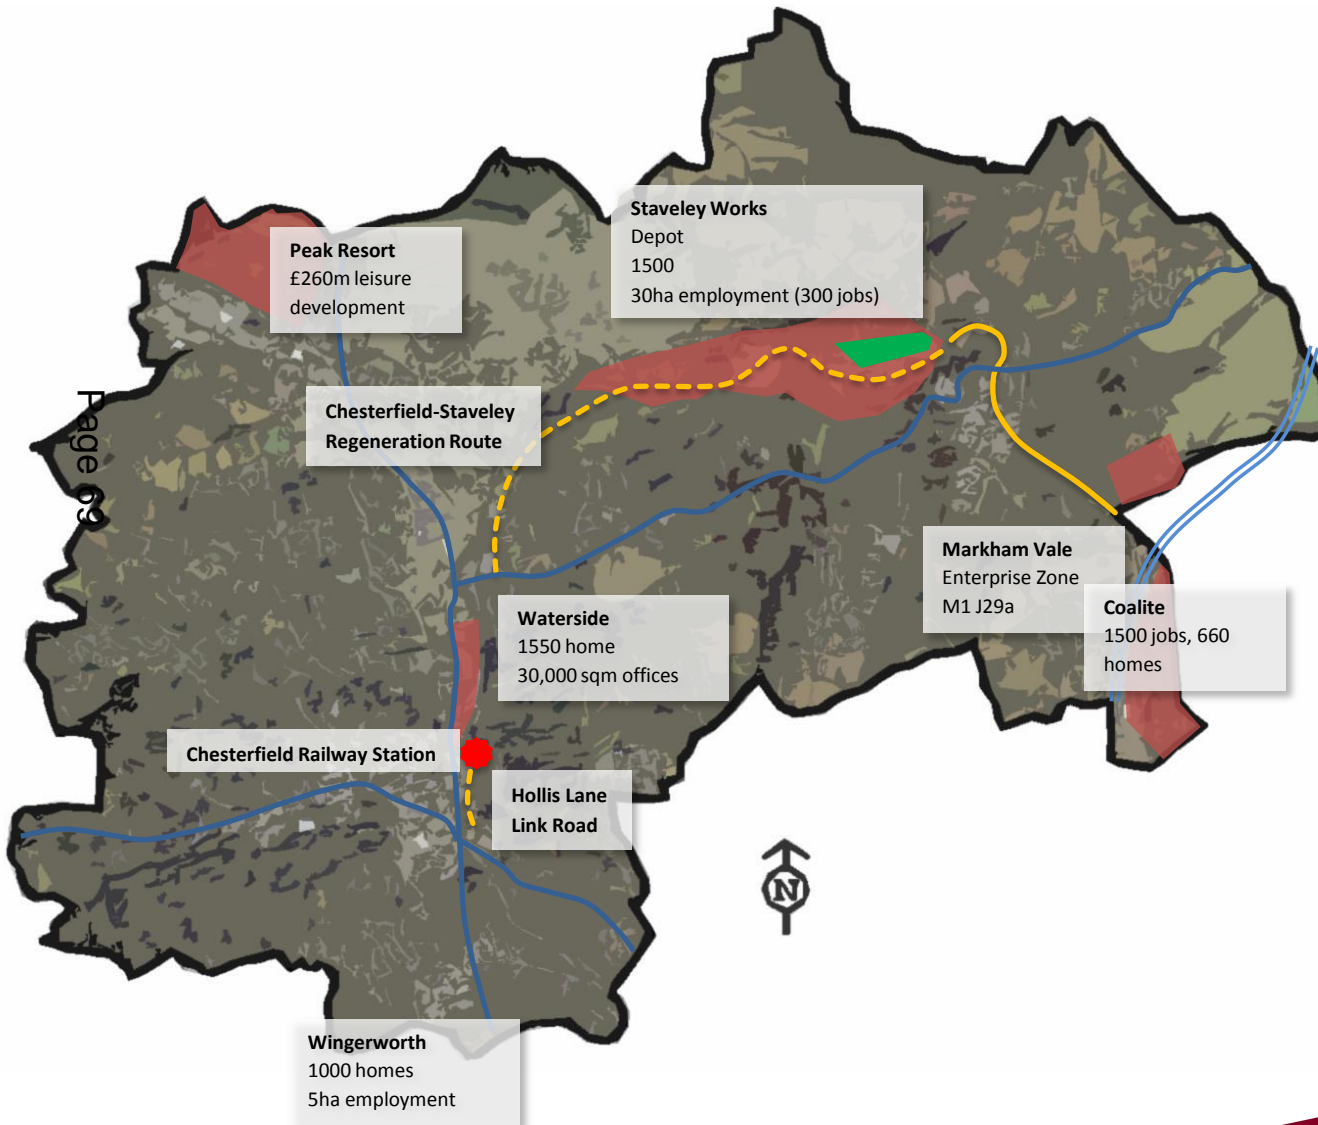 Staveley Works
Depot
1500
30ha employment (300 jobs)
Peak Resort
£260m leisure
development
Chesterfield-Staveley
Regeneration Route
Page 69
Markham Vale
Enterprise Zone
M1 J29a
Coalite
1500 jobs, 660
homes
Waterside
1550 home
30,000 sqm offices
Chesterfield Railway Station
Hollis Lane
Link Road
N
Wingerworth
1000 homes
5ha employment